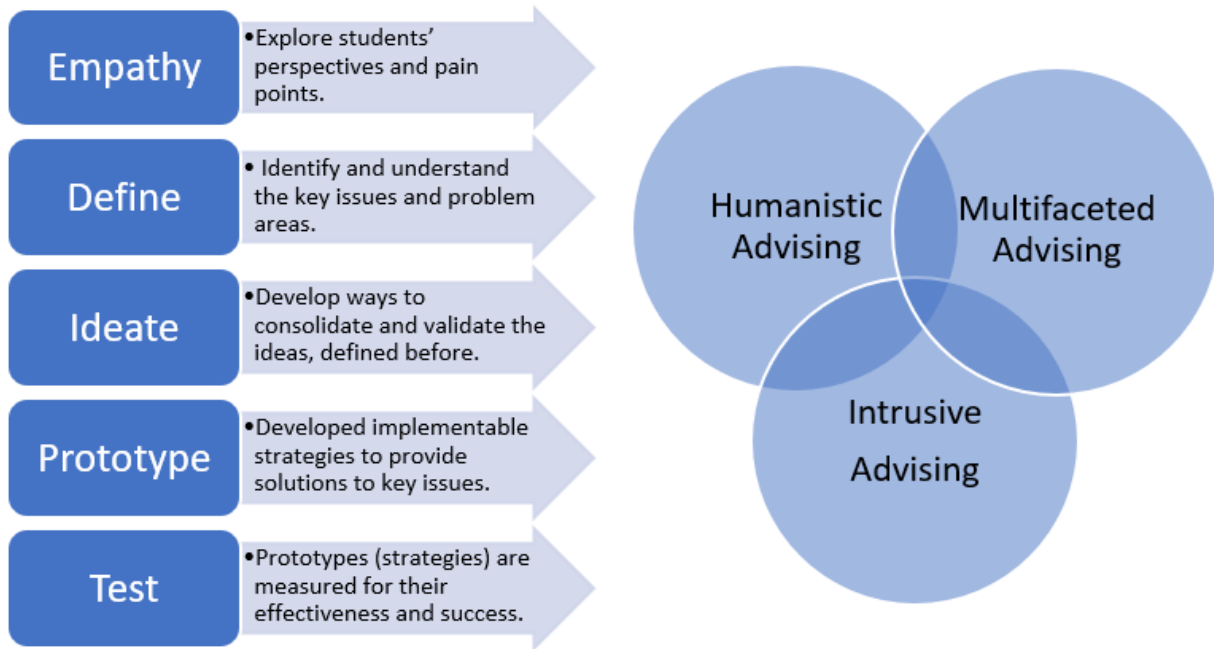 Empathy
•Explore students’
perspectives and pain
points.
Define
• Identify and understand
the key issues and problem
areas.
Ideate
•Develop ways to
consolidate and validate the
ideas, defined before.
Prototype
•Developed implementable
strategies to provide
solutions to key issues.
Test
•Prototypes (strategies) are
measured for their
effectiveness and success.
Humanistic
Advising
Multifaceted
Advising
Intrusive
Advising